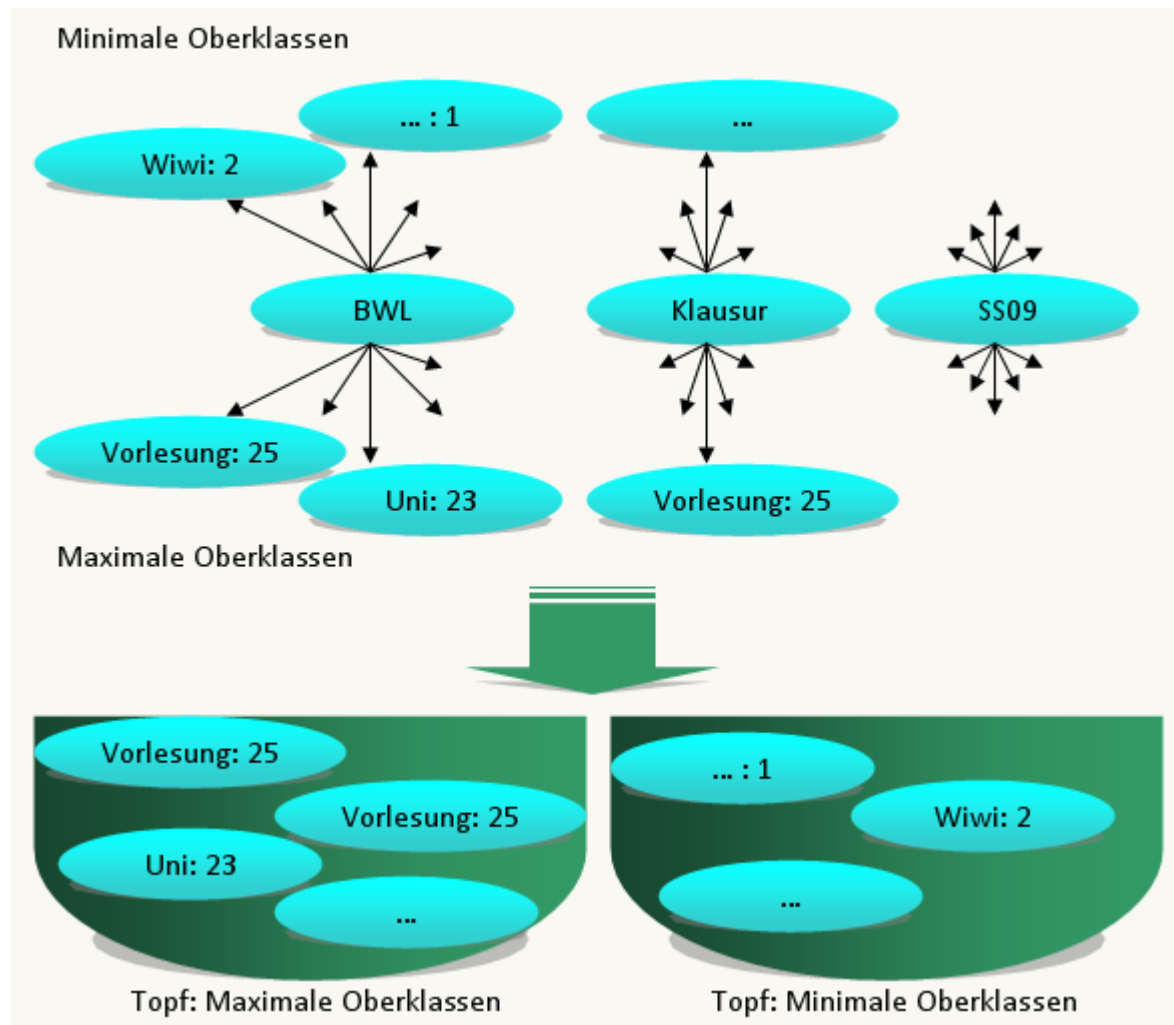 Minimale Oberklassen
... : 1
...
Wiwi: 2
BWL
Klausur
SS09
Vorlesung: 25
Uni: 23
Vorlesung: 25
Maximale Oberklassen
Vorlesung: 25
Vorlesung: 25
Uni: 23
...
... : 1
Wiwi: 2
...
Topf: Maximale Oberklassen
Topf: Minimale Oberklassen